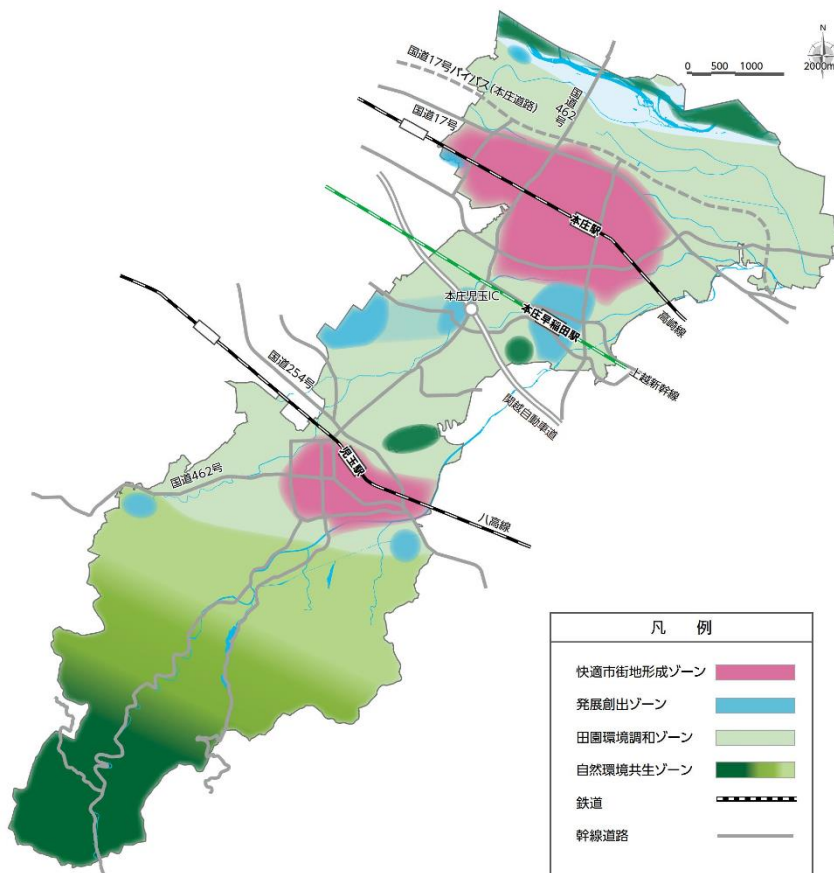 N
0 500 1000 2000m
国道17号バイパス(本庄道路)
国道462号
国道17号
本庄駅
本庄児玉IC
本庄早稲田駅
高崎線
上越新幹線
関越自動車道
国道254号
児玉駅
国道462号
八高線
凡 例
快適市街地形成ゾーン
発展創出ゾーン
田園環境調和ゾーン
自然環境共生ゾーン
鉄道
幹線道路